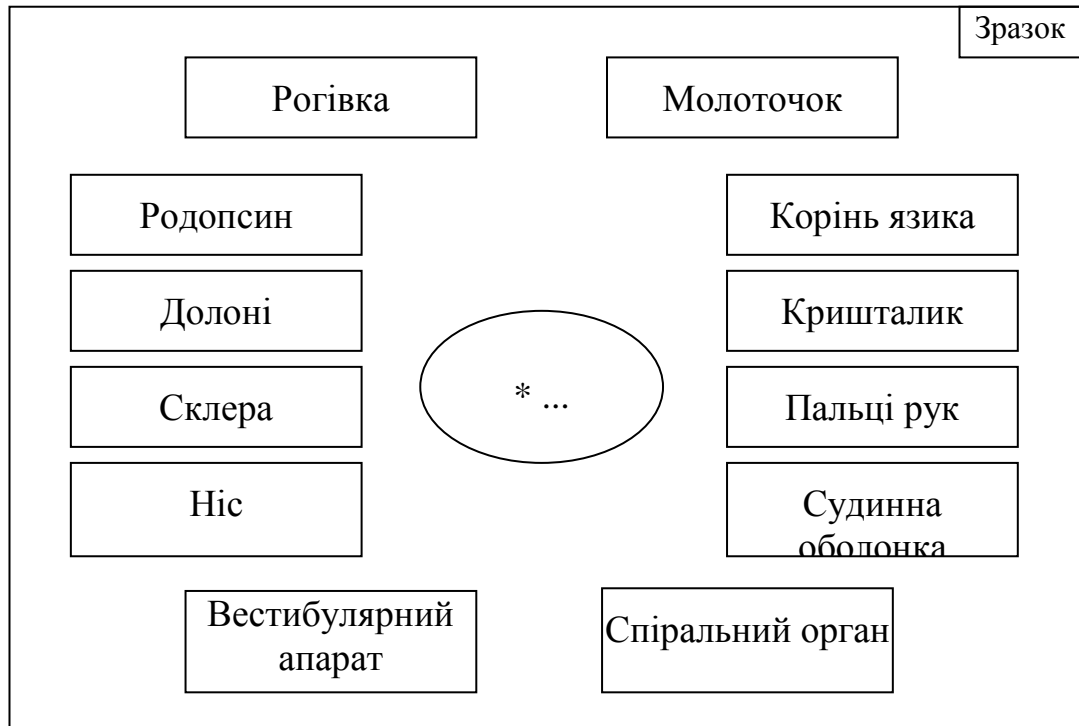 Зразок
Рогівка
Молоточок
Родопсин
Корінь язика
Долоні
Кришталик
* ...
Склера
Пальці рук
Ніс
Судинна
оболонка
Вестибулярний
апарат
Спіральний орган